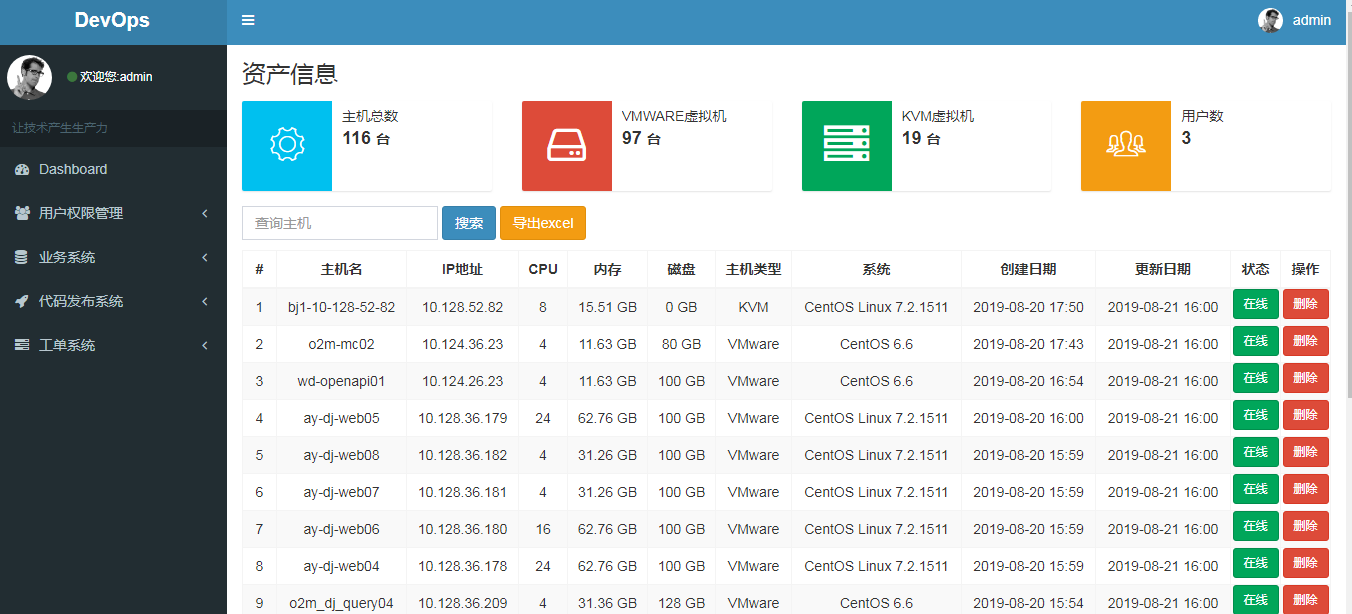 DevOps
admin
欢迎您:admin
让技术产生生产力
Dashboard
用户权限管理
业务系统
代码发布系统
工单系统
资产信息
主机总数
116 台
VMWARE虚拟机
97 台
KVM虚拟机
19 台
用户数
3
查询主机 搜索 导出excel
# 主机名 IP地址 CPU 内存 磁盘 主机类型 系统 创建日期 更新日期 状态 操作
1 bj1-10-128-52-82 10.128.52.82 8 15.51 GB 0 GB KVM CentOS Linux 7.2.1511 2019-08-20 17:50 2019-08-21 16:00 在线 删除
2 o2m-mc02 10.124.36.23 4 11.63 GB 80 GB VMware CentOS 6.6 2019-08-20 17:43 2019-08-21 16:00 在线 删除
3 wd-openapi01 10.124.26.23 4 11.63 GB 100 GB VMware CentOS 6.6 2019-08-20 16:54 2019-08-21 16:00 在线 删除
4 ay-dj-web05 10.128.36.179 24 62.76 GB 100 GB VMware CentOS Linux 7.2.1511 2019-08-20 16:00 2019-08-21 16:00 在线 删除
5 ay-dj-web08 10.128.36.182 4 31.26 GB 100 GB VMware CentOS Linux 7.2.1511 2019-08-20 15:59 2019-08-21 16:00 在线 删除
6 ay-dj-web07 10.128.36.181 4 31.26 GB 100 GB VMware CentOS Linux 7.2.1511 2019-08-20 15:59 2019-08-21 16:00 在线 删除
7 ay-dj-web06 10.128.36.180 16 62.76 GB 100 GB VMware CentOS Linux 7.2.1511 2019-08-20 15:59 2019-08-21 16:00 在线 删除
8 ay-dj-web04 10.128.36.178 24 62.76 GB 100 GB VMware CentOS Linux 7.2.1511 2019-08-20 15:59 2019-08-21 16:00 在线 删除
9 o2m_dj_query04 10.128.36.209 4 31.36 GB 128 GB VMware CentOS 6.6 2019-08-20 15:54 2019-08-21 16:00 在线 删除